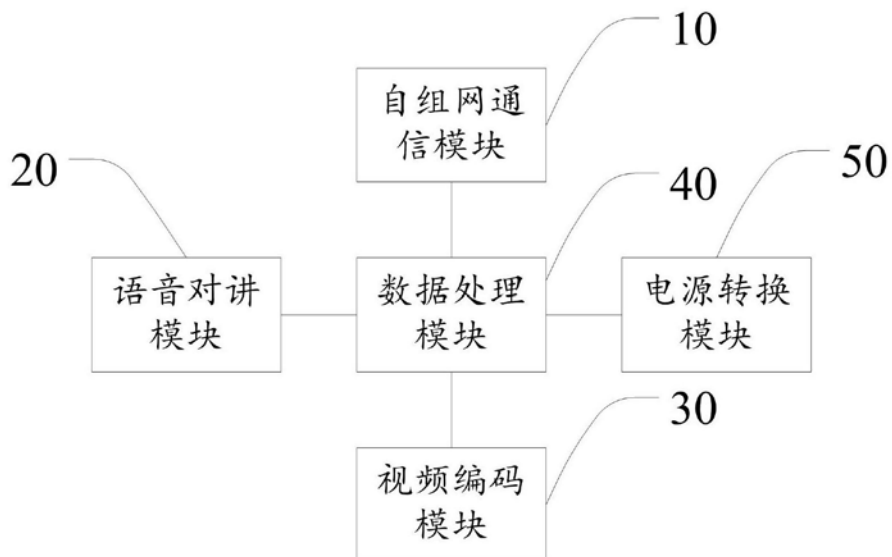 10
自组网通
信模块
20
40
50
语音对讲
模块
数据处理
模块
电源转换
模块
30
视频编码
模块